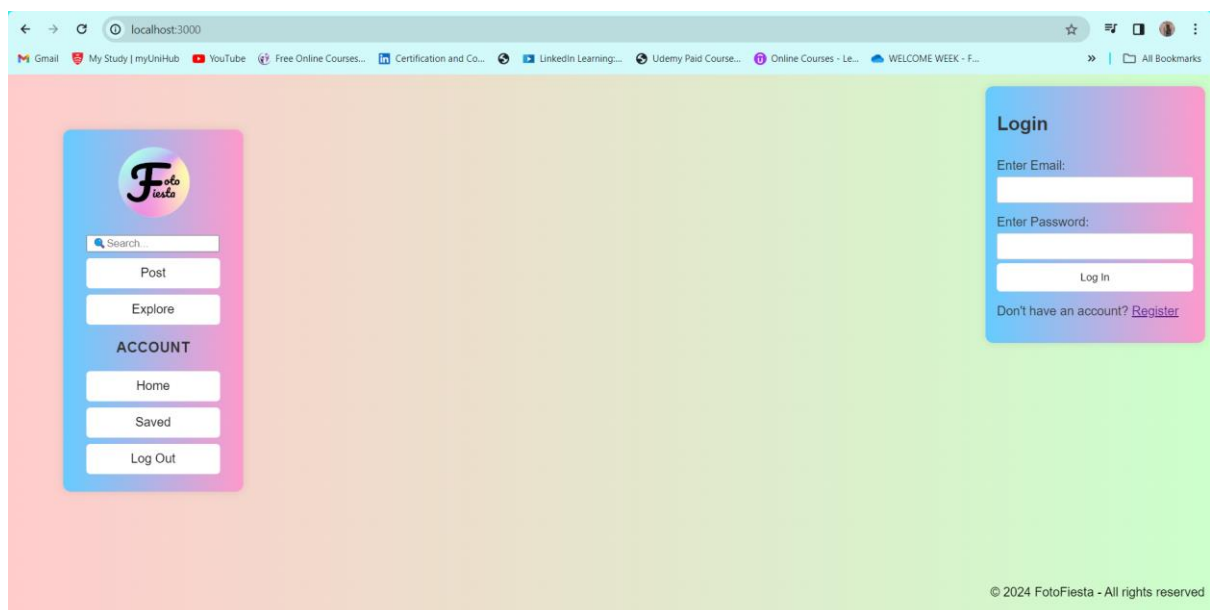 localhost:3000
Gmail My Study | myUniHub YouTube Free Online Courses... Certification and Co... LinkedIn Learning:... Udemy Paid Course... Online Courses - Le... WELCOME WEEK - F... » All Bookmarks
Foto
Fiesta
Search...
Post
Explore
ACCOUNT
Home
Saved
Log Out
Login
Enter Email:
Enter Password:
Log In
Don't have an account? Register
© 2024 FotoFiesta - All rights reserved